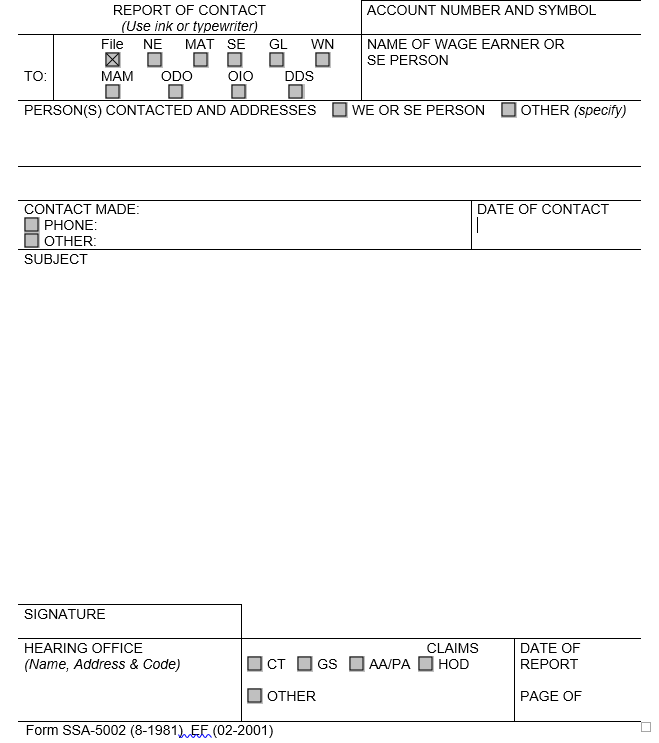 REPORT OF CONTACT
(Use ink or typewriter)
ACCOUNT NUMBER AND SYMBOL
TO:
File NE MAT SE GL WN
MAM ODO OIO DDS
NAME OF WAGE EARNER OR
SE PERSON
PERSON(S) CONTACTED AND ADDRESSES WE OR SE PERSON OTHER (specify)
CONTACT MADE:
PHONE:
OTHER:
DATE OF CONTACT
SUBJECT
SIGNATURE
HEARING OFFICE
(Name, Address & Code)
CLAIMS
CT GS AA/PA HOD
OTHER
DATE OF
REPORT
PAGE OF
Form SSA-5002 (8-1981) EF (02-2001)